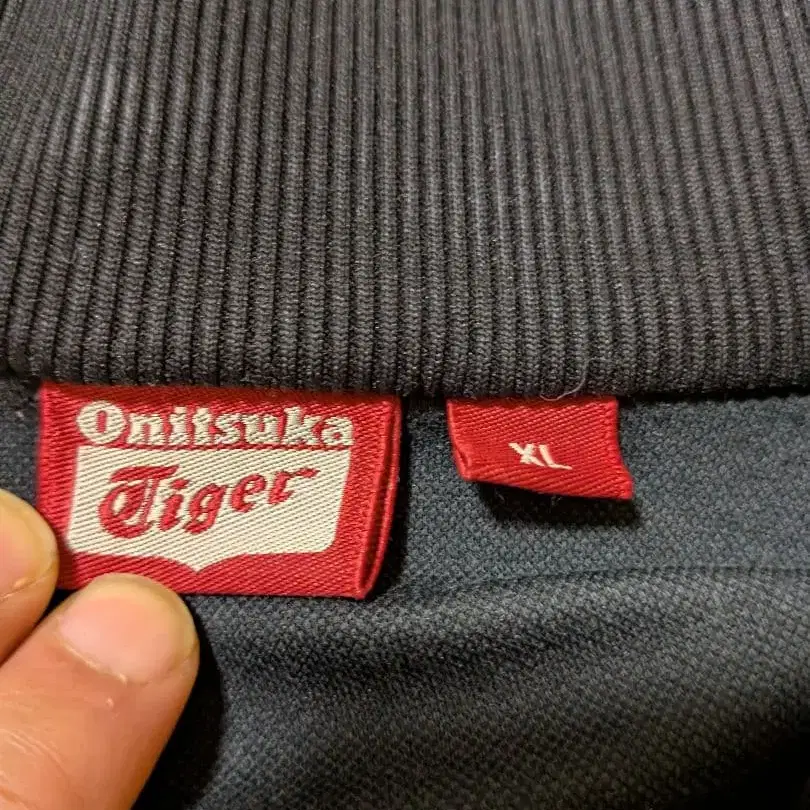 Onitsuka
Tiger
XL